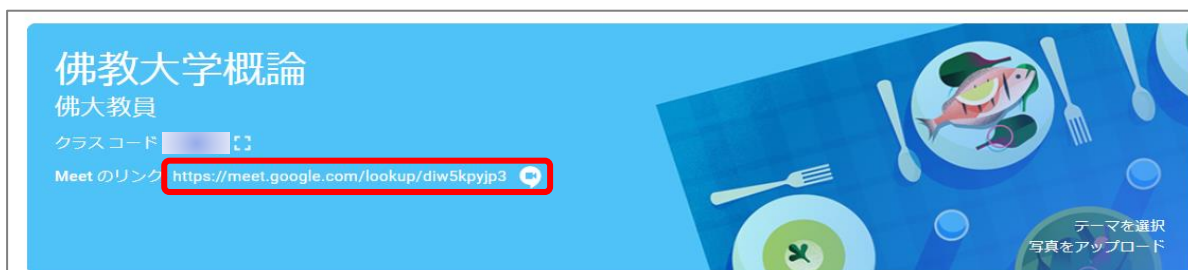 佛教大学概論
佛大教員
クラス コード
Meet のリンク https://meet.google.com/lookup/diw5kpyjp3
テーマを選択
写真をアップロード